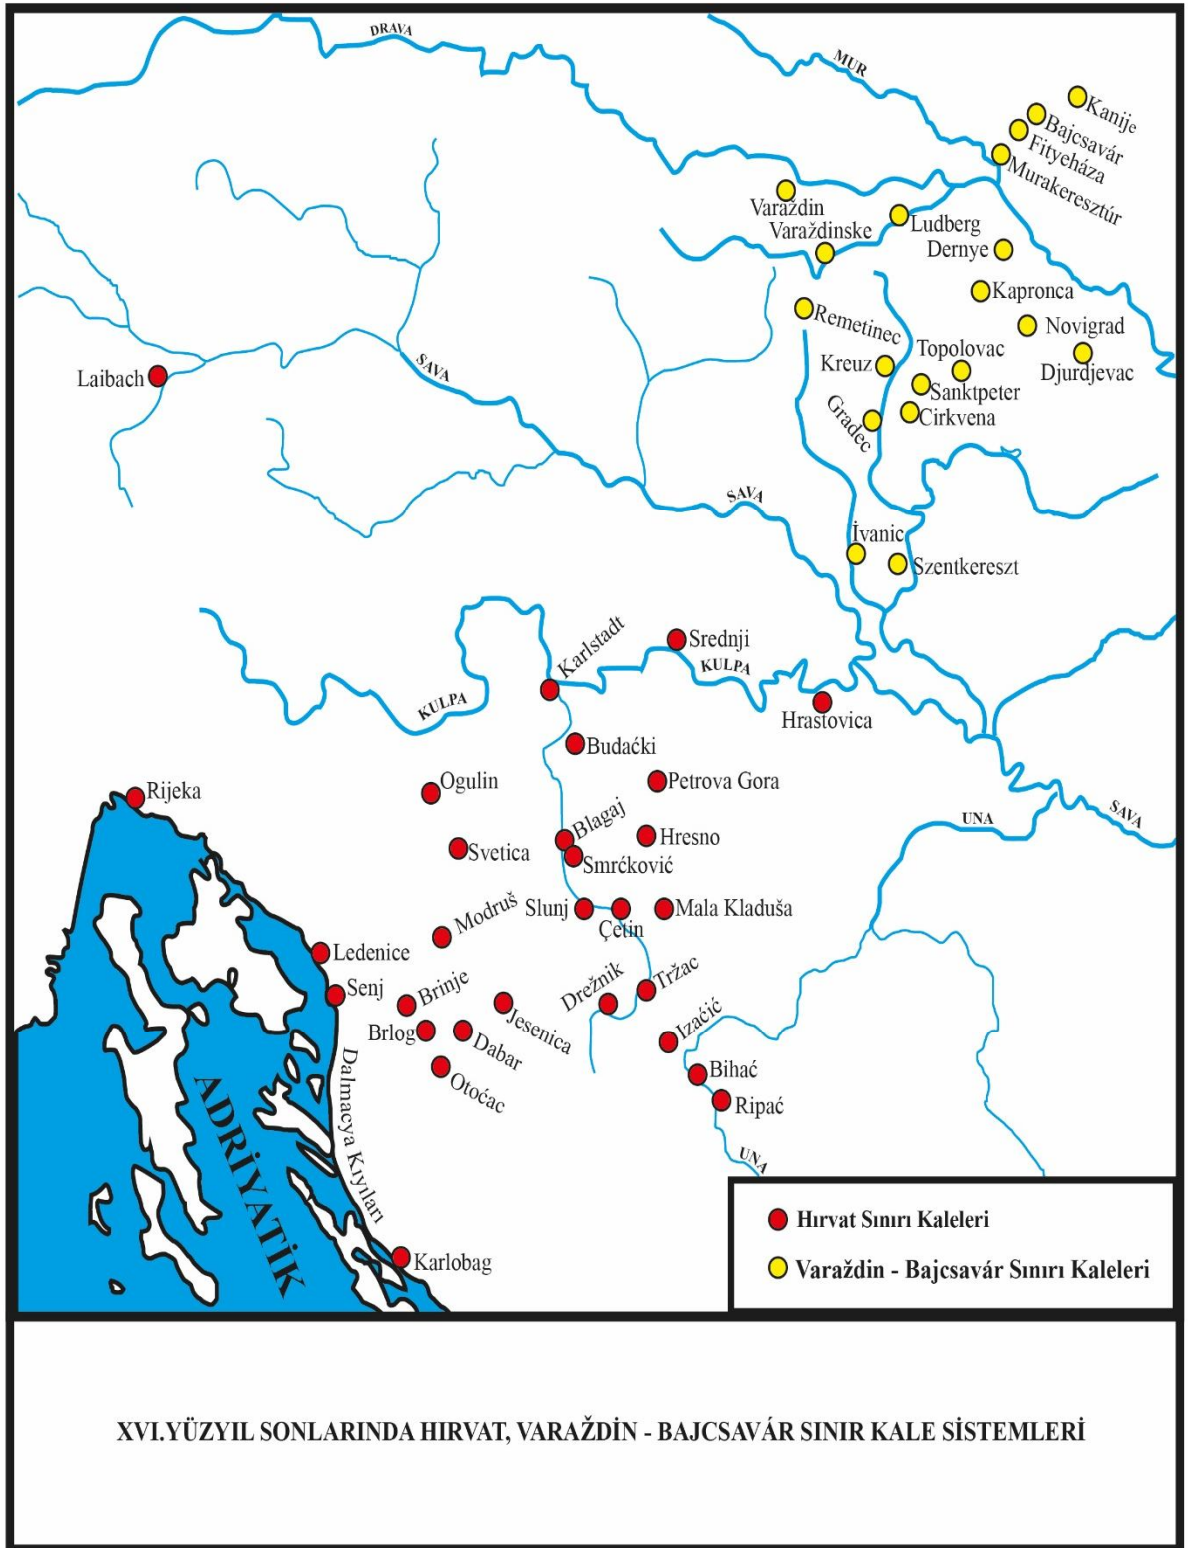 DRAVA
MUR
Kanije
Bajcsavár
Fityeháza
Murakeresztúr
Varaždin
Varaždinske
Ludberg
Dernye
Kapronca
Remetinec
Novigrad
Topolovac
Kreuz
Djurdjevac
Sanktpeter
Cirkvena
Gradec
SAVA
Laibach
SAVA
İvanic
Szentkereszt
Srednji
Karlstadt
KULPA
KULPA
Hrastovica
Budaćki
Ogulin
Petrova Gora
Rijeka
SAVA
UNA
Blagaj
Hresno
Svetica
Smrćković
Slunj
Çetin
Mala Kladuša
Modruš
Ledenice
Senj
Brinje
Drežnik
Tržac
Jesenica
Brlog
Dabar
Izaćić
Otoćac
Bihać
Ripać
UNA
Dalmacya Kıyıları
ADRİYATİK
Karlobag
Hırvat Sınırı Kaleleri
Varaždin - Bajcsavár Sınırı Kaleleri
XVI.YÜZYIL SONLARINDA HIRVAT, VARAŽDİN - BAJCSAVÁR SINIR KALE SİSTEMLERİ